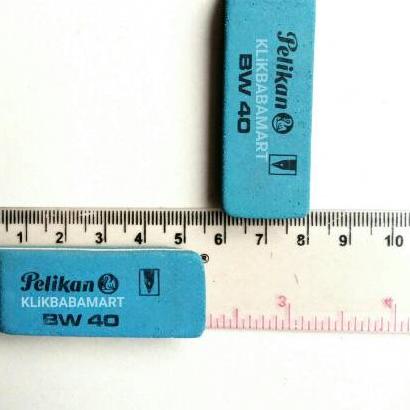 Pelikan
KLiKBABAMART
BW 40
1 2 3 4 5 6 7 8 9 10
®
Pelikan
KLiKBABAMART
BW 40
3 4